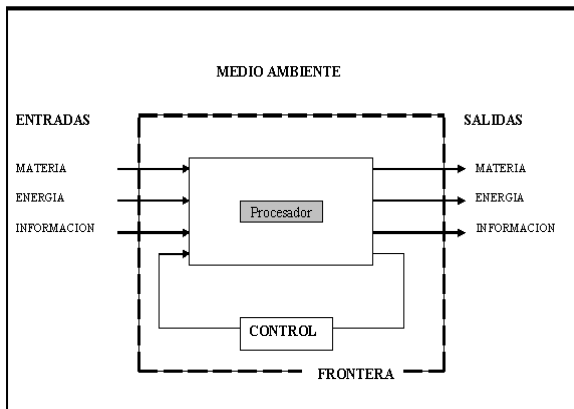 MEDIO AMBIENTE
ENTRADAS
SALIDAS
MATERIA
MATERIA
ENERGIA
ENERGIA
Procesador
INFORMACION
INFORMACION
CONTROL
FRONTERA